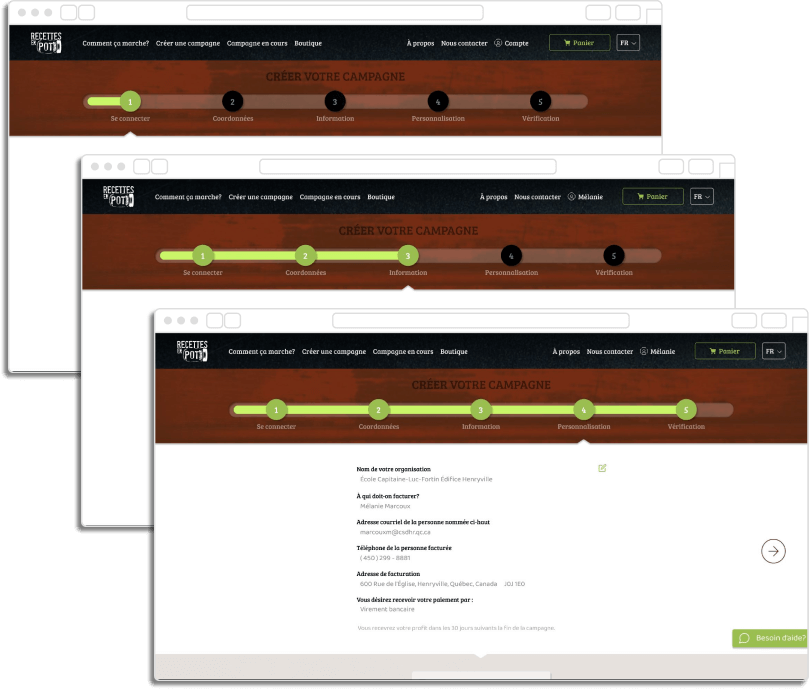 RECETTES
EN POT!
Comment ça marche? Créer une campagne Campagne en cours Boutique À propos Nous contacter Compte Panier FR
CRÉER VOTRE CAMPAGNE
1 2 3 4 5
Se connecter Coordonnées Information Personnalisation Vérification
RECETTES
EN POT!
Comment ça marche? Créer une campagne Campagne en cours Boutique À propos Nous contacter Mélanie Panier FR
CRÉER VOTRE CAMPAGNE
1 2 3 4 5
Se connecter Coordonnées Information Personnalisation Vérification
RECETTES
EN POT!
Comment ça marche? Créer une campagne Campagne en cours Boutique À propos Nous contacter Mélanie Panier FR
CRÉER VOTRE CAMPAGNE
1 2 3 4 5
Se connecter Coordonnées Information Personnalisation Vérification
Nom de votre organisation
École Capitaine-Luc-Fortin Édifice Henryville
À qui doit-on facturer?
Mélanie Marcoux
Adresse courriel de la personne nommée ci-haut
marcouxm@csdhr.qc.ca
Téléphone de la personne facturée
(450) 299 - 8881
Adresse de facturation
600 Rue de l'Églisa, Henryville, Québec, Canada J0J 1E0
Vous désirez recevoir votre paiement par :
Virement bancaire
Vous recevrez votre profit dans les 30 jours suivants la fin de la campagne.
Besoin d'aide?